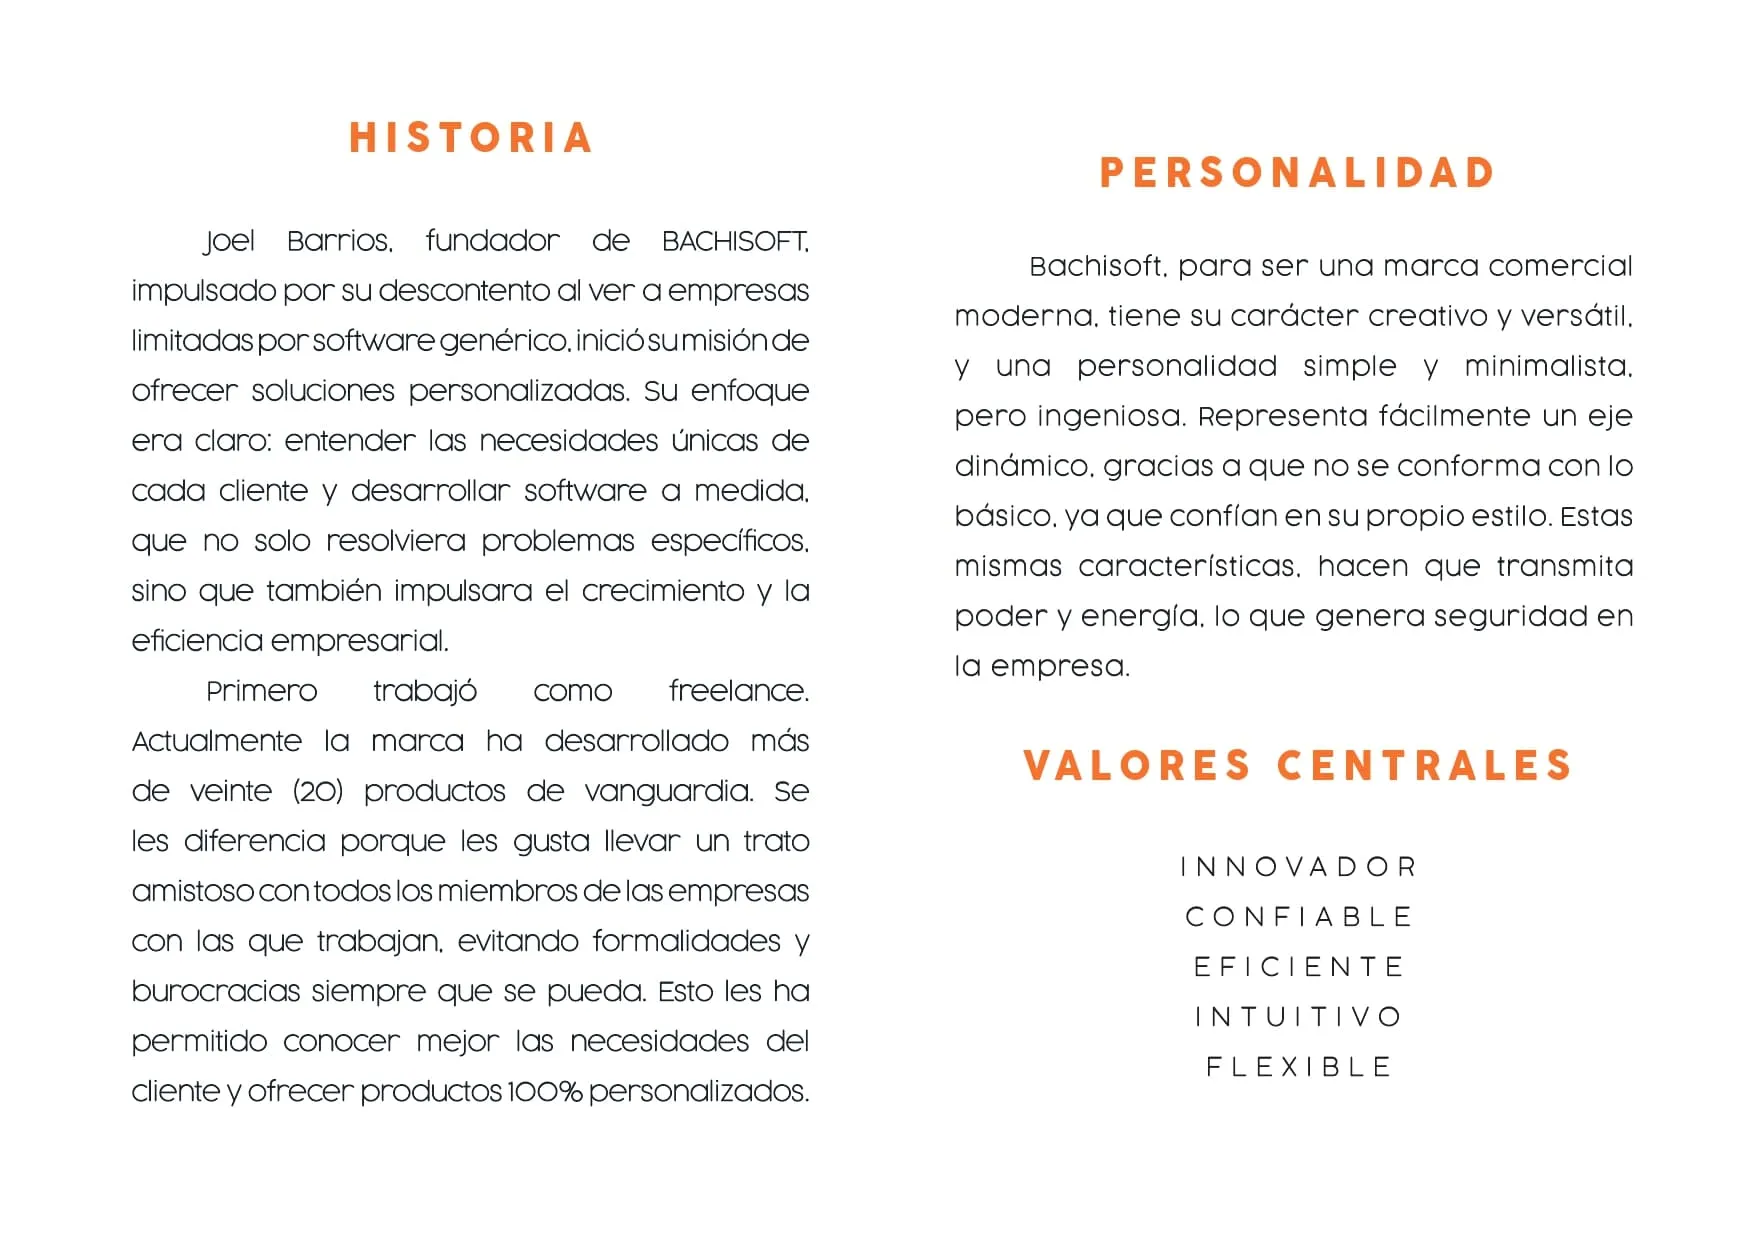 HISTORIA
Joel Barrios, fundador de BACHISOFT,
impulsado por su descontento al ver a empresas
limitadas por software genérico, inició su misión de
ofrecer soluciones personalizadas. Su enfoque
era claro: entender las necesidades únicas de
cada cliente y desarrollar software a medida,
que no solo resolviera problemas específicos,
sino que también impulsara el crecimiento y la
eficiencia empresarial.
Primero trabajó como freelance.
Actualmente la marca ha desarrollado más
de veinte (20) productos de vanguardia. Se
les diferencia porque les gusta llevar un trato
amistoso con todos los miembros de las empresas
con las que trabajan, evitando formalidades y
burocracias siempre que se pueda. Esto les ha
permitido conocer mejor las necesidades del
cliente y ofrecer productos 100% personalizados.
PERSONALIDAD
Bachisoft, para ser una marca comercial
moderna, tiene su carácter creativo y versátil,
y una personalidad simple y minimalista,
pero ingeniosa. Representa fácilmente un eje
dinámico, gracias a que no se conforma con lo
básico, ya que confían en su propio estilo. Estas
mismas características, hacen que transmita
poder y energía, lo que genera seguridad en
la empresa.
VALORES CENTRALES
INNOVADOR
CONFIABLE
EFICIENTE
INTUITIVO
FLEXIBLE